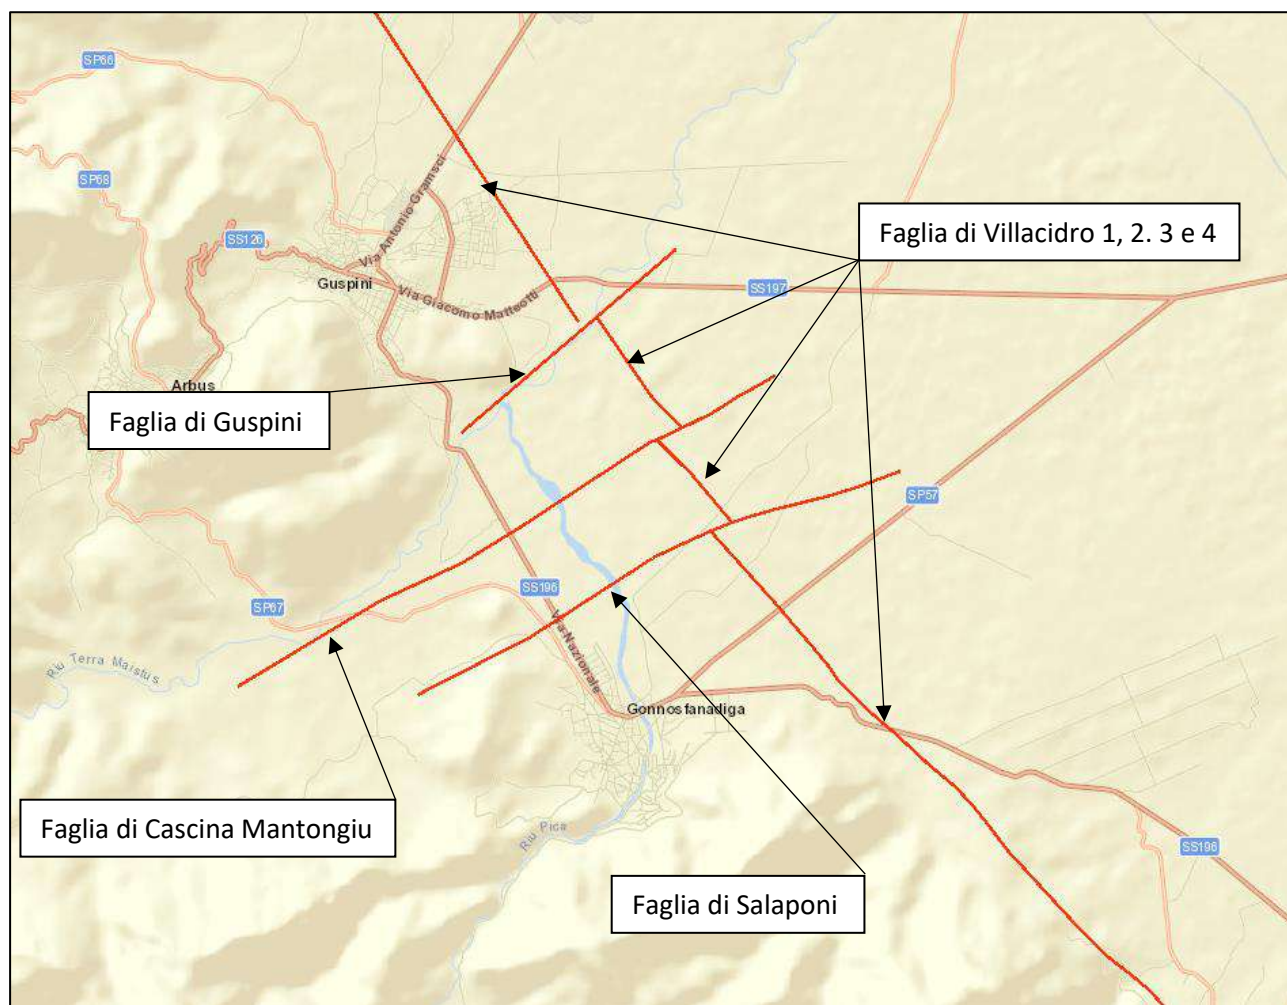 SP66
SP68
Via Antonio Gramsci
SS126
Faglia di Villacidro 1, 2. 3 e 4
Guspini
Via Giacomo Matteotti
SS197
Arbus
Faglia di Guspini
SP57
SS196
SP67
Via Nazionale
Riu Terra Maistus
Gonnosfanadiga
Faglia di Cascina Mantongiu
Riu Pica
SS196
Faglia di Salaponi